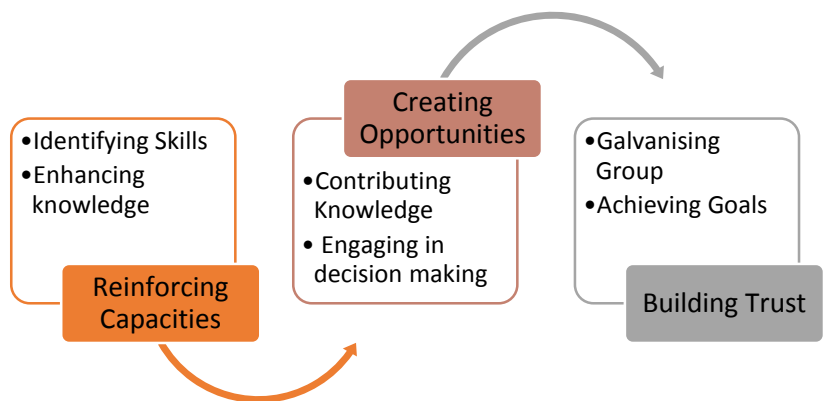 •Identifying Skills
•Enhancing
knowledge
Reinforcing
Capacities
Creating
Opportunities
•Contributing
Knowledge
• Engaging in
decision making
•Galvanising
Group
•Achieving Goals
Building Trust